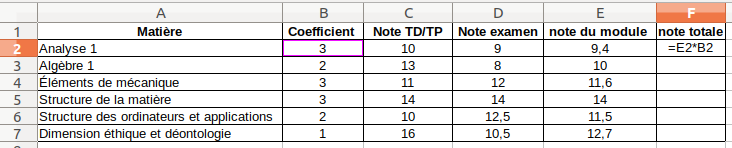 A B C D E F
1 Matière Coefficient Note TD/TP Note examen note du module note totale
2 Analyse 1 3 10 9 9,4 =E2*B2
3 Algèbre 1 2 13 8 10
4 Éléments de mécanique 3 11 12 11,6
5 Structure de la matière 3 14 14 14
6 Structure des ordinateurs et applications 2 10 12,5 11,5
7 Dimension éthique et déontologie 1 16 10,5 12,7